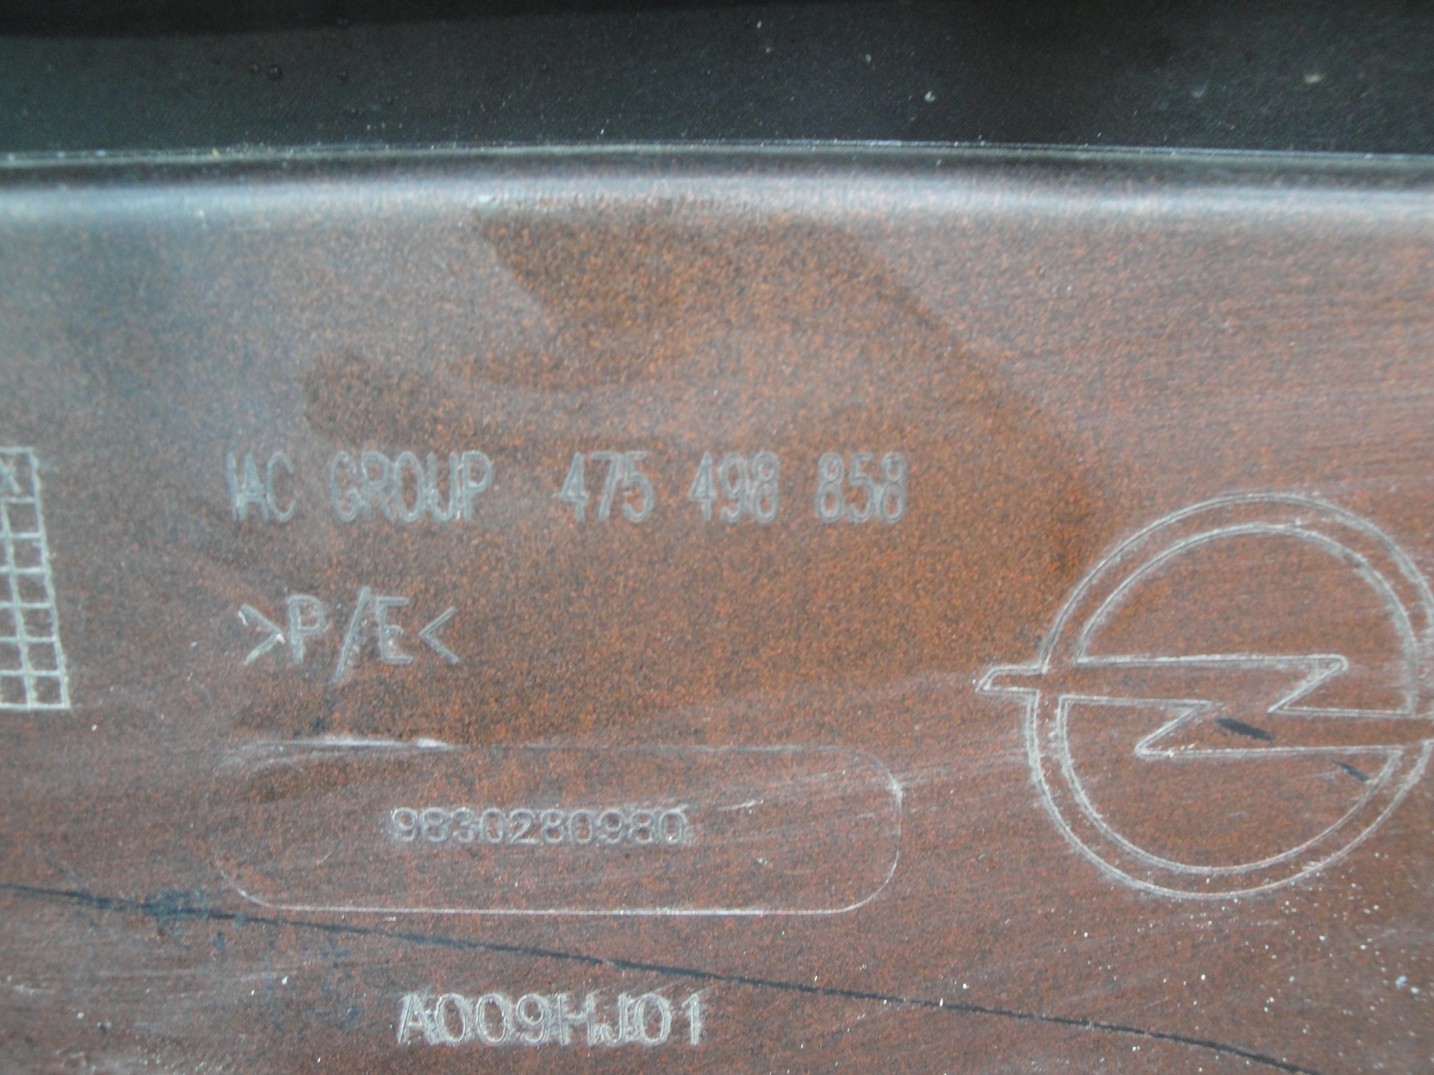 IAC GROUP 475 498 858
>P/E<
9830280980
A009HJ01